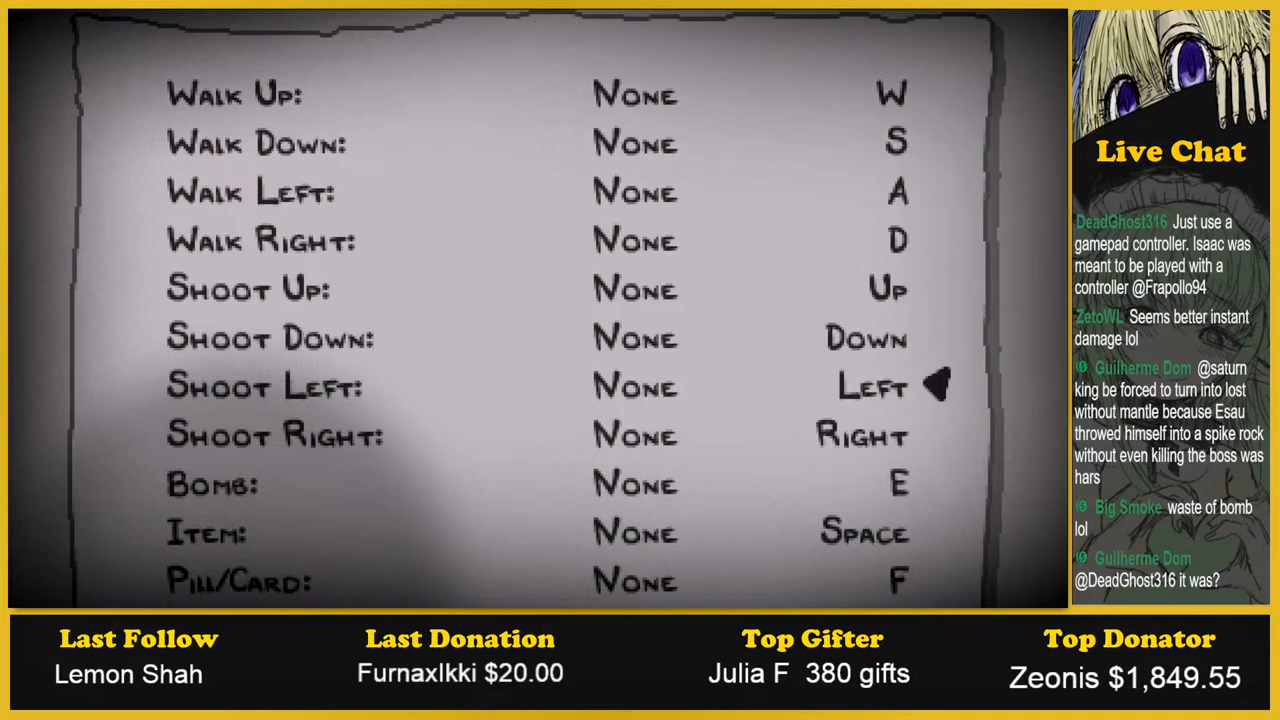 Walk Up: None W
Walk Down: None S
Walk Left: None A
Walk Right: None D
Shoot Up: None Up
Shoot Down: None Down
Shoot Left: None Left
Shoot Right: None Right
Bomb: None E
Item: None Space
Pill/Card: None F
Live Chat
DeadGhost316 Just use a
gamepad controller. Isaac was
meant to be played with a
controller @Frapollo94
ZetoWL Seems better instant
damage lol
Guilherme Dom @saturn
king be forced to turn into lost
without mantle because Esau
throwed himself into a spike rock
without even killing the boss was
hars
Big Smoke waste of bomb
lol
Guilherme Dom
@DeadGhost316 it was?
Last Follow
Lemon Shah
Last Donation
FurnaxIkki $20.00
Top Gifter
Julia F 380 gifts
Top Donator
Zeonis $1,849.55